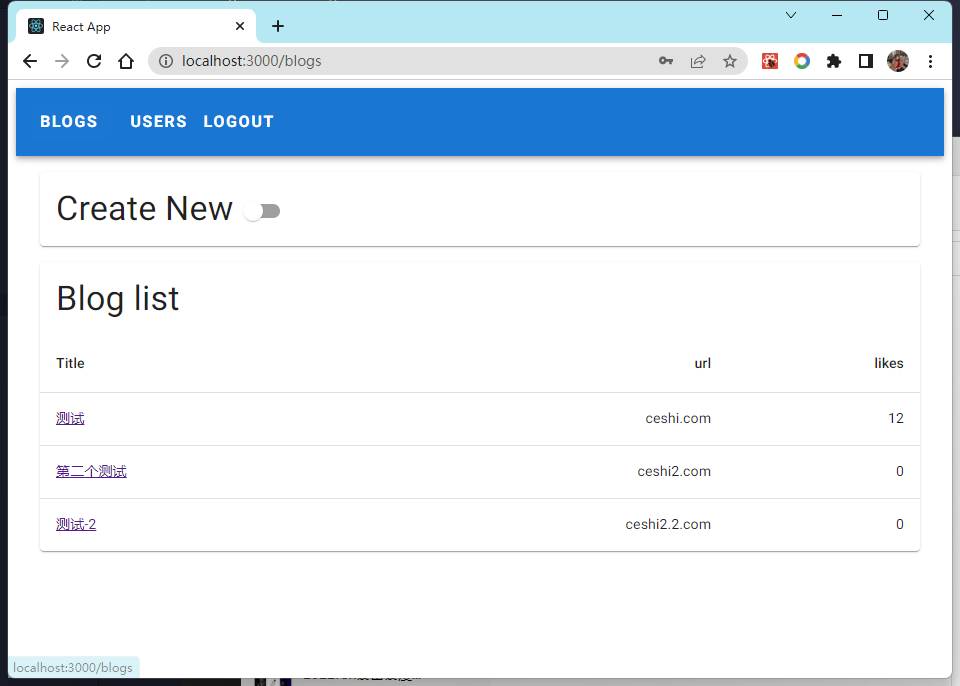 React App
localhost:3000/blogs
BLOGS USERS LOGOUT
Create New
Blog list
Title url likes
测试 ceshi.com 12
第二个测试 ceshi2.com 0
测试-2 ceshi2.2.com 0
localhost:3000/blogs